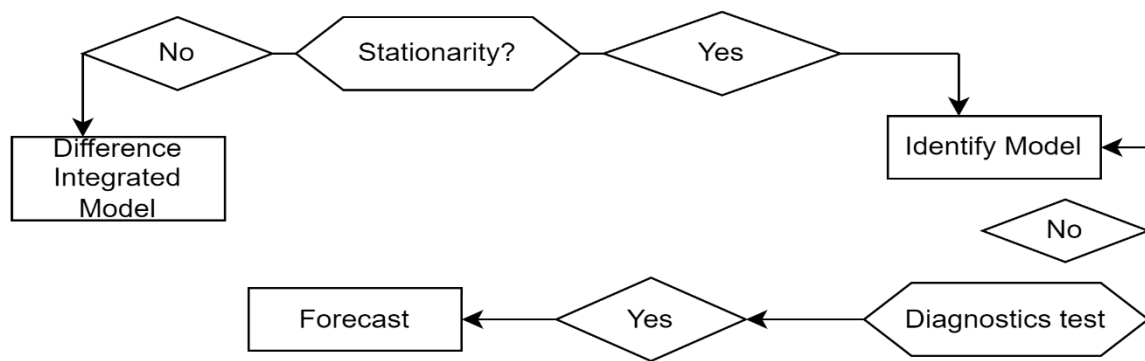 No
Stationarity?
Yes
Difference
Integrated
Model
Identify Model
No
Forecast
Yes
Diagnostics test